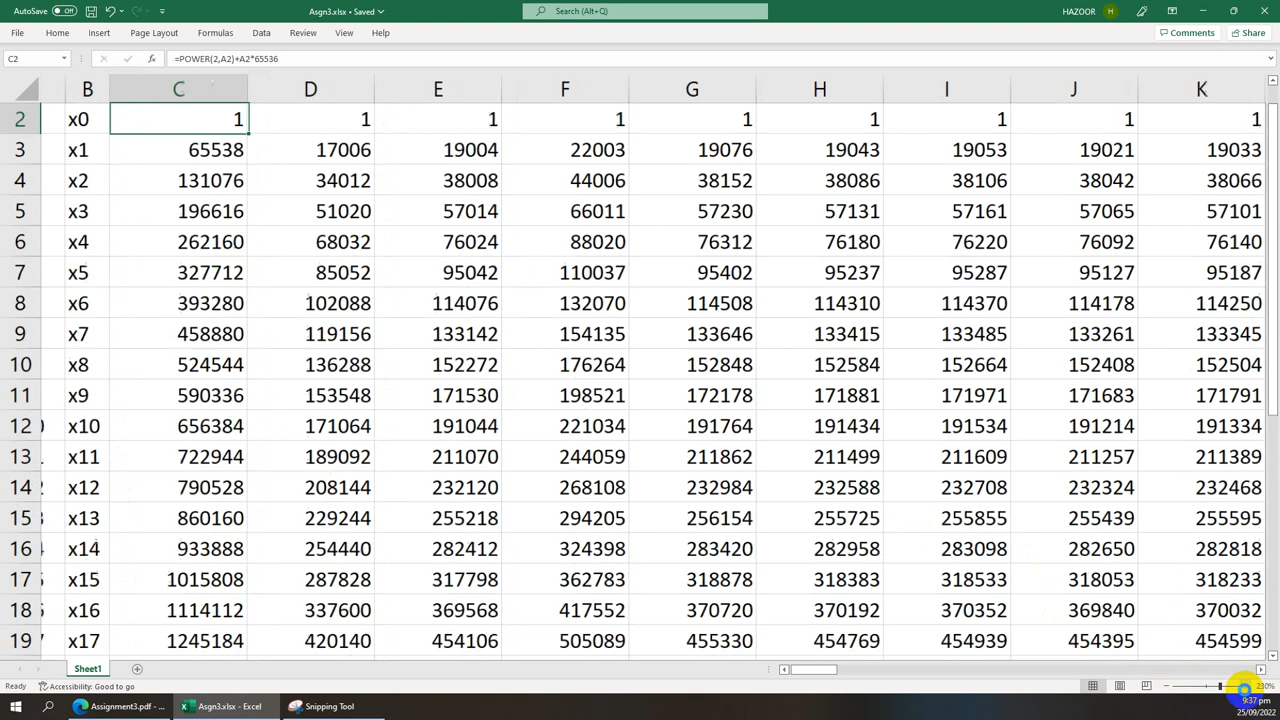 AutoSave Off Asgn3.xlsx • Saved Search (Alt+Q) HAZOOR H
File Home Insert Page Layout Formulas Data Review View Help Comments Share
C2 fx =POWER(2,A2)+A2*65536
B C D E F G H I J K
2 x0 1 1 1 1 1 1 1 1 1
3 x1 65538 17006 19004 22003 19076 19043 19053 19021 19033
4 x2 131076 34012 38008 44006 38152 38086 38106 38042 38066
5 x3 196616 51020 57014 66011 57230 57131 57161 57065 57101
6 x4 262160 68032 76024 88020 76312 76180 76220 76092 76140
7 x5 327712 85052 95042 110037 95402 95237 95287 95127 95187
8 x6 393280 102088 114076 132070 114508 114310 114370 114178 114250
9 x7 458880 119156 133142 154135 133646 133415 133485 133261 133345
10 x8 524544 136288 152272 176264 152848 152584 152664 152408 152504
11 x9 590336 153548 171530 198521 172178 171881 171971 171683 171791
12 x10 656384 171064 191044 221034 191764 191434 191534 191214 191334
13 x11 722944 189092 211070 244059 211862 211499 211609 211257 211389
14 x12 790528 208144 232120 268108 232984 232588 232708 232324 232468
15 x13 860160 229244 255218 294205 256154 255725 255855 255439 255595
16 x14 933888 254440 282412 324398 283420 282958 283098 282650 282818
17 x15 1015808 287828 317798 362783 318878 318383 318533 318053 318233
18 x16 1114112 337600 369568 417552 370720 370192 370352 369840 370032
19 x17 1245184 420140 454106 505089 455330 454769 454939 454395 454599
Sheet1
Ready Accessibility: Good to go 230%
Assignment3.pdf - ... Asgn3.xlsx - Excel Snipping Tool 9:37 pm
25/09/2022